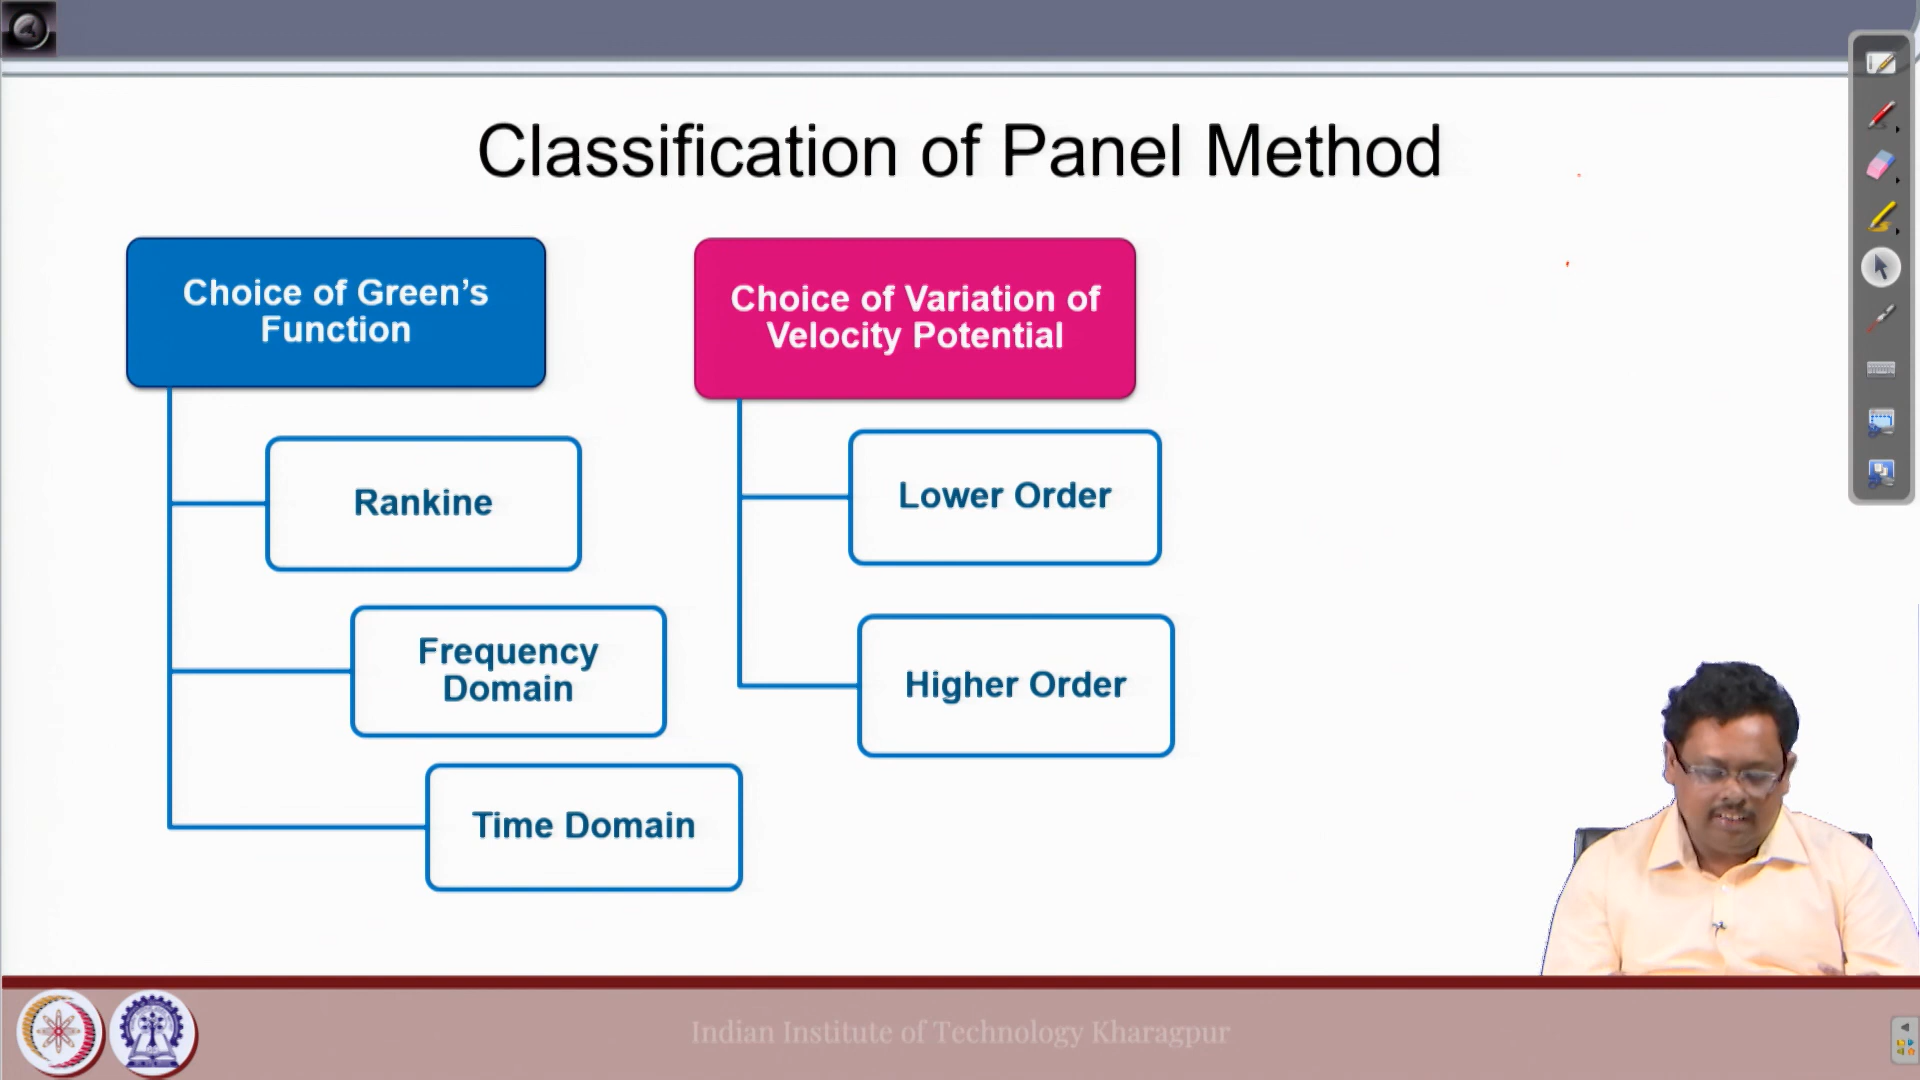 Classification of Panel Method
Choice of Green’s
Function
Rankine
Frequency
Domain
Time Domain
Choice of Variation of
Velocity Potential
Lower Order
Higher Order
Indian Institute of Technology Kharagpur